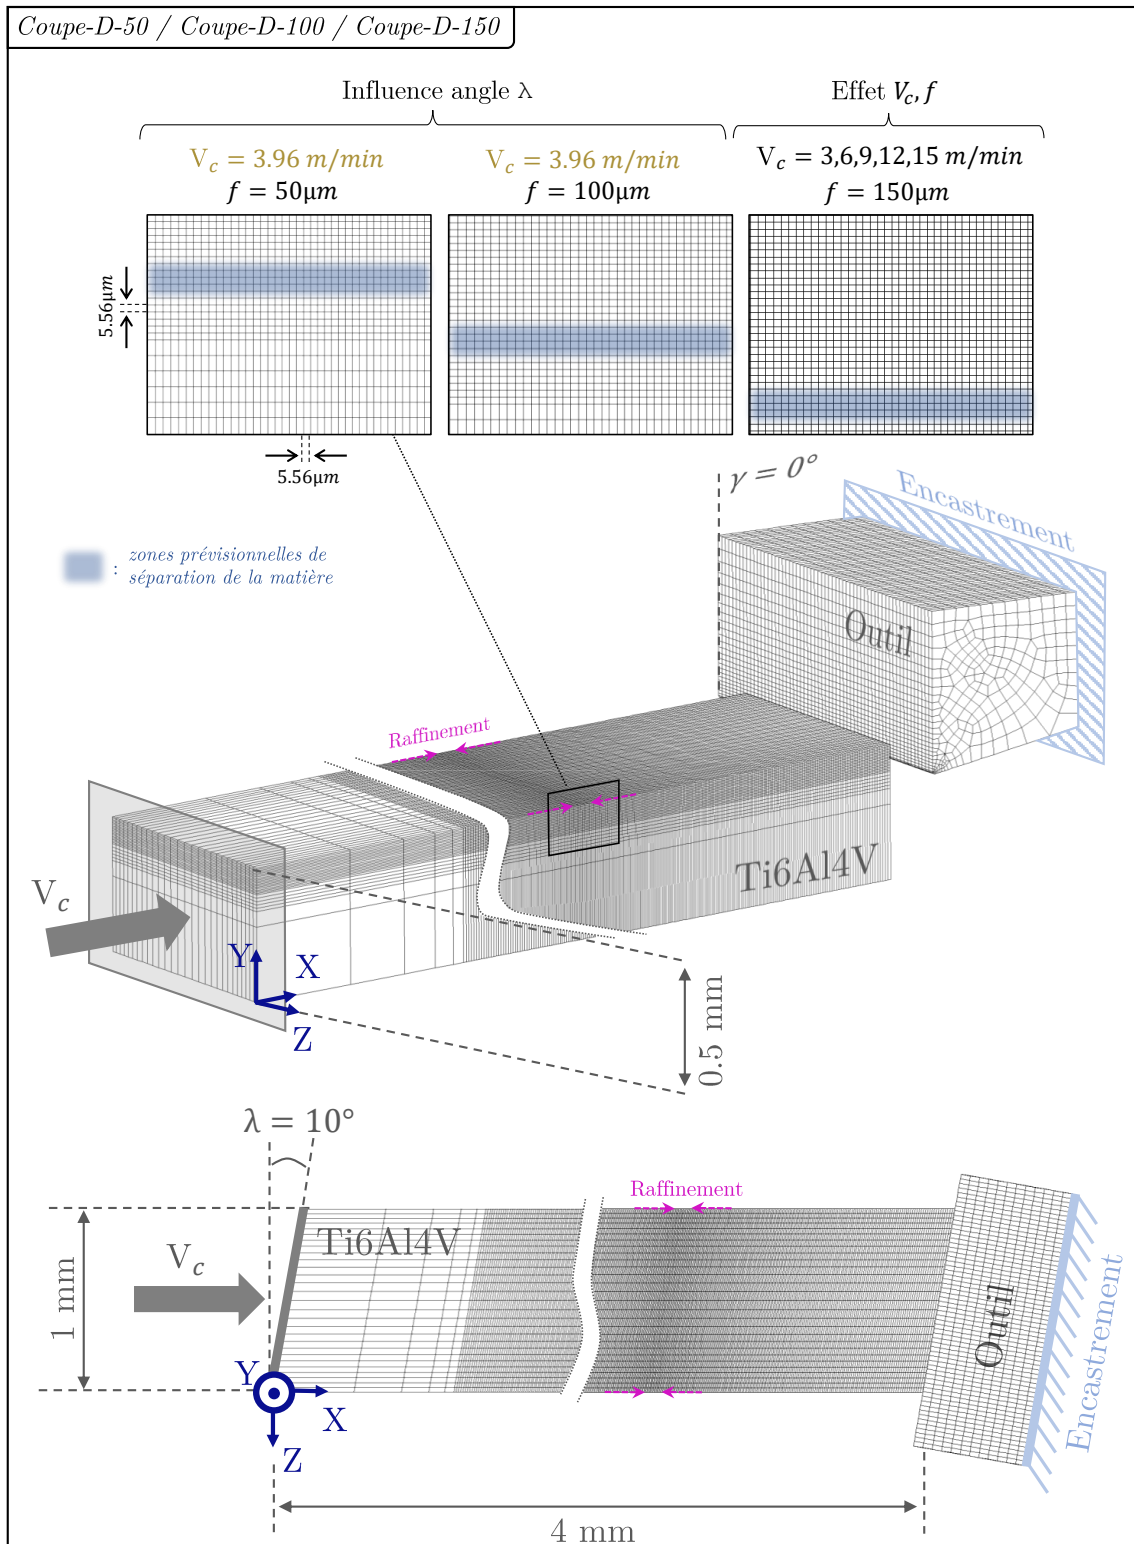 Coupe-D-50 / Coupe-D-100 / Coupe-D-150
Influence angle λ
Effet V_c, f
V_c = 3.96 m/min
f = 50μm
V_c = 3.96 m/min
f = 100μm
V_c = 3,6,9,12,15 m/min
f = 150μm
5.56μm
5.56μm
γ = 0°
Encastrement
: zones prévisionnelles de
séparation de la matière
Outil
Raffinement
Ti6Al4V
V_c
Y
X
Z
0.5 mm
λ = 10°
Raffinement
Ti6Al4V
V_c
1 mm
Outil
Encastrement
Y
X
Z
4 mm